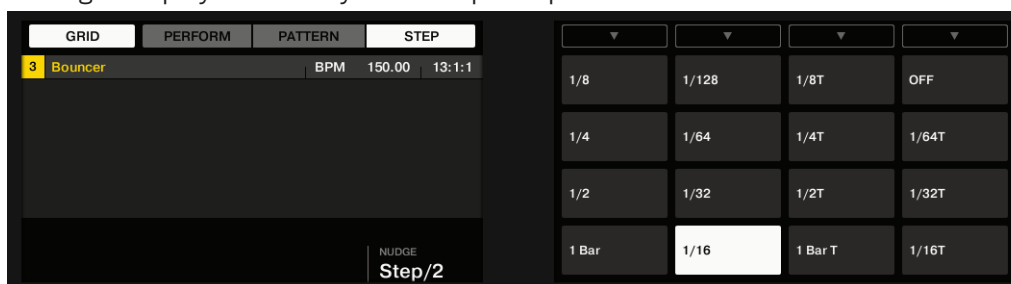 GRID PERFORM PATTERN STEP
3 Bouncer BPM 150.00 13:1:1
NUDGE
Step/2
▼ ▼ ▼ ▼
1/8 1/128 1/8T OFF
1/4 1/64 1/4T 1/64T
1/2 1/32 1/2T 1/32T
1 Bar 1/16 1 Bar T 1/16T